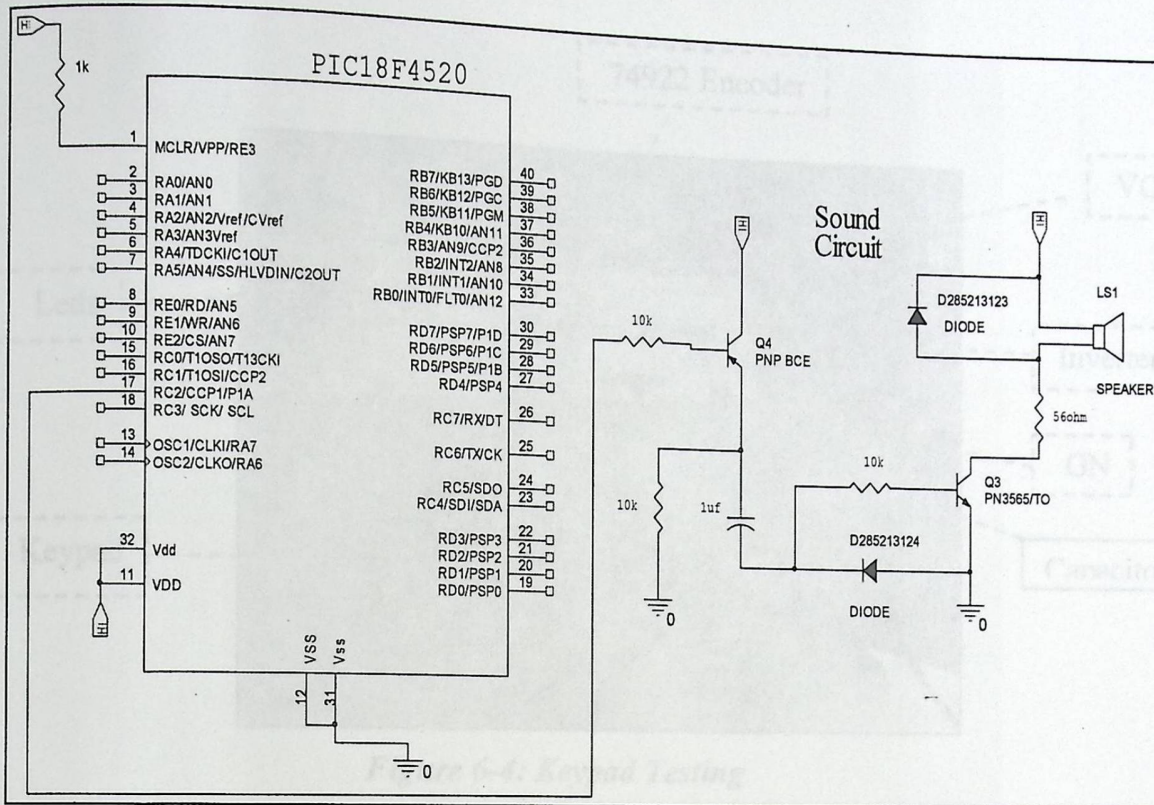 HI
1k
PIC18F4520
1 MCLR/VPP/RE3
2 RA0/AN0
3 RA1/AN1
4 RA2/AN2/Vref/CVref
5 RA3/AN3Vref
6 RA4/TDCKI/C1OUT
7 RA5/AN4/SS/HLVDIN/C2OUT
8 RE0/RD/AN5
9 RE1/WR/AN6
10 RE2/CS/AN7
15 RC0/T1OSO/T13CKI
16 RC1/T1OSI/CCP2
17 RC2/CCP1/P1A
18 RC3/ SCK/ SCL
13 OSC1/CLKI/RA7
14 OSC2/CLKO/RA6
32 Vdd
11 VDD
HI
RB7/KB13/PGD 40
RB6/KB12/PGC 39
RB5/KB11/PGM 38
RB4/KB10/AN11 37
RB3/AN9/CCP2 36
RB2/INT2/AN8 35
RB1/INT1/AN10 34
RB0/INT0/FLT0/AN12 33
RD7/PSP7/P1D 30
RD6/PSP6/P1C 29
RD5/PSP5/P1B 28
RD4/PSP4 27
RC7/RX/DT 26
RC6/TX/CK 25
RC5/SDO 24
RC4/SDI/SDA 23
RD3/PSP3 22
RD2/PSP2 21
RD1/PSP1 20
RD0/PSP0 19
VSS 12
Vss 31
0
Sound
Circuit
HI
10k
Q4
PNP BCE
10k
0
1uf
10k
D285213124
DIODE
HI
D285213123
DIODE
LS1
SPEAKER
56ohm
Q3
PN3565/TO
0
74922 Encoder
Inverter
GN
Keypad
Figure 6-4: Keypad Testing